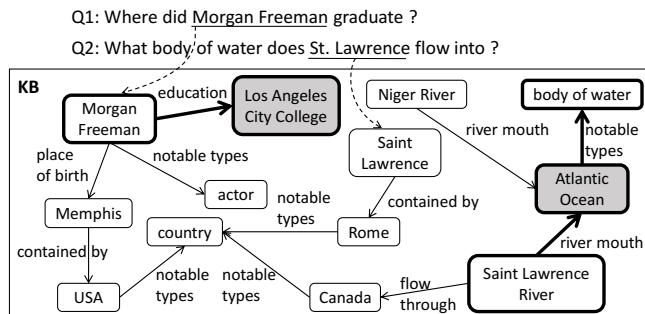 Q1: Where did Morgan Freeman graduate ?
Q2: What body of water does St. Lawrence flow into ?
KB
education
Morgan
Freeman
Los Angeles
City College
Niger River
body of water
river mouth
notable
types
place
of birth
notable types
Saint
Lawrence
Atlantic
Ocean
actor
contained by
Memphis
notable
types
country
Rome
river mouth
contained by
notable
types
notable
types
flow
through
USA
Canada
Saint Lawrence
River